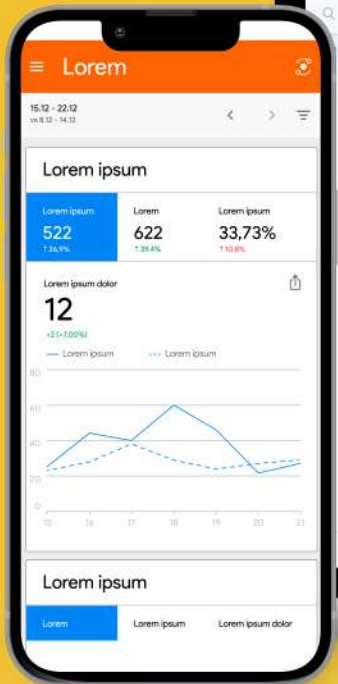 Lorem
15.12 - 22.12
vs 8.12 - 14.12
Lorem ipsum
Lorem ipsum Lorem Lorem ipsum
522 622 33,73%
↑26,9% ↑39,4% ↑10,8%
Lorem ipsum dolor
12
+2 (+7,00%)
Lorem ipsum Lorem ipsum
80
60
40
20
0
15 16 17 18 19 20 21
Lorem ipsum
Lorem Lorem ipsum Lorem ipsum dolor